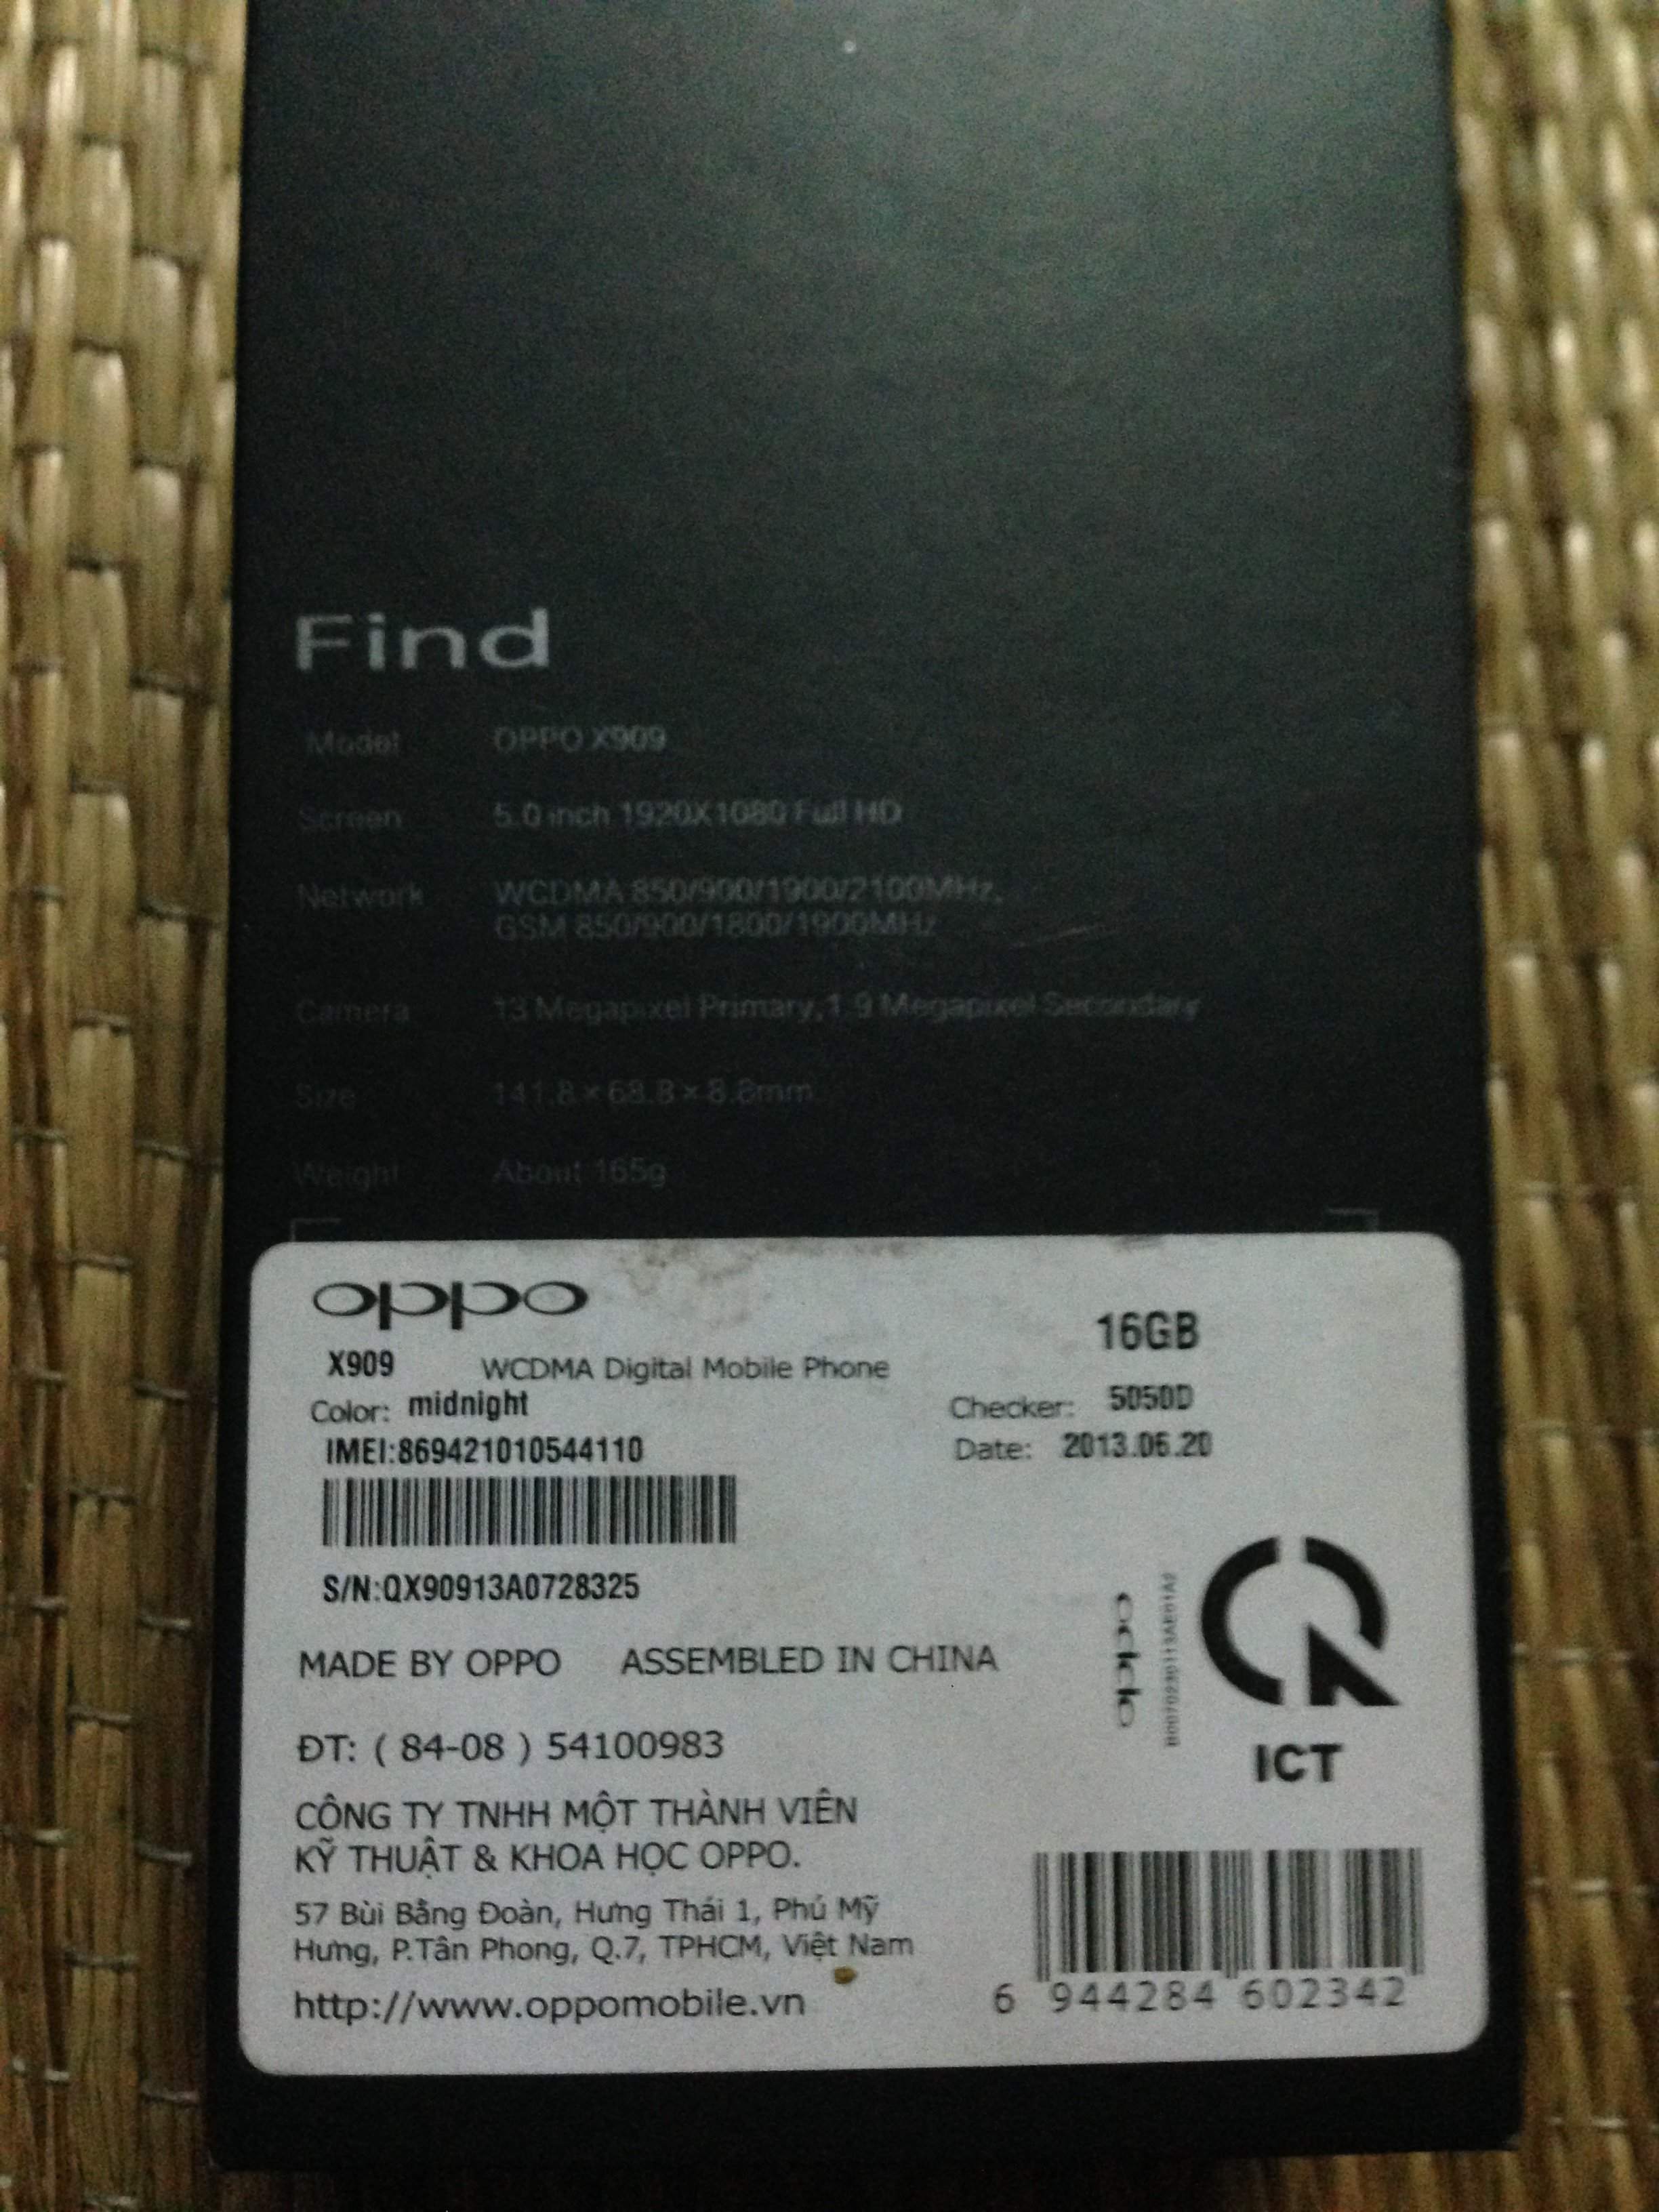 Find
Model OPPO X909
Screen 5.0 inch 1920X1080 Full HD
Network WCDMA 850/900/1900/2100MHz,
GSM 850/900/1800/1900MHz
Camera 13 Megapixel Primary,1.9 Megapixel Secondary
Size 141.8×68.8×8.8mm
Weight About 165g
oppo
16GB
X909 WCDMA Digital Mobile Phone
Color: midnight
Checker: 5050D
IMEI:869421010544110
Date: 2013.06.20
S/N:QX90913A0728325
MADE BY OPPO ASSEMBLED IN CHINA
oppo
ICT
ĐT: ( 84-08 ) 54100983
CÔNG TY TNHH MỘT THÀNH VIÊN
KỸ THUẬT & KHOA HỌC OPPO.
57 Bùi Bằng Đoàn, Hưng Thái 1, Phú Mỹ
Hưng, P.Tân Phong, Q.7, TPHCM, Việt Nam
http://www.oppomobile.vn
6 944284 602342